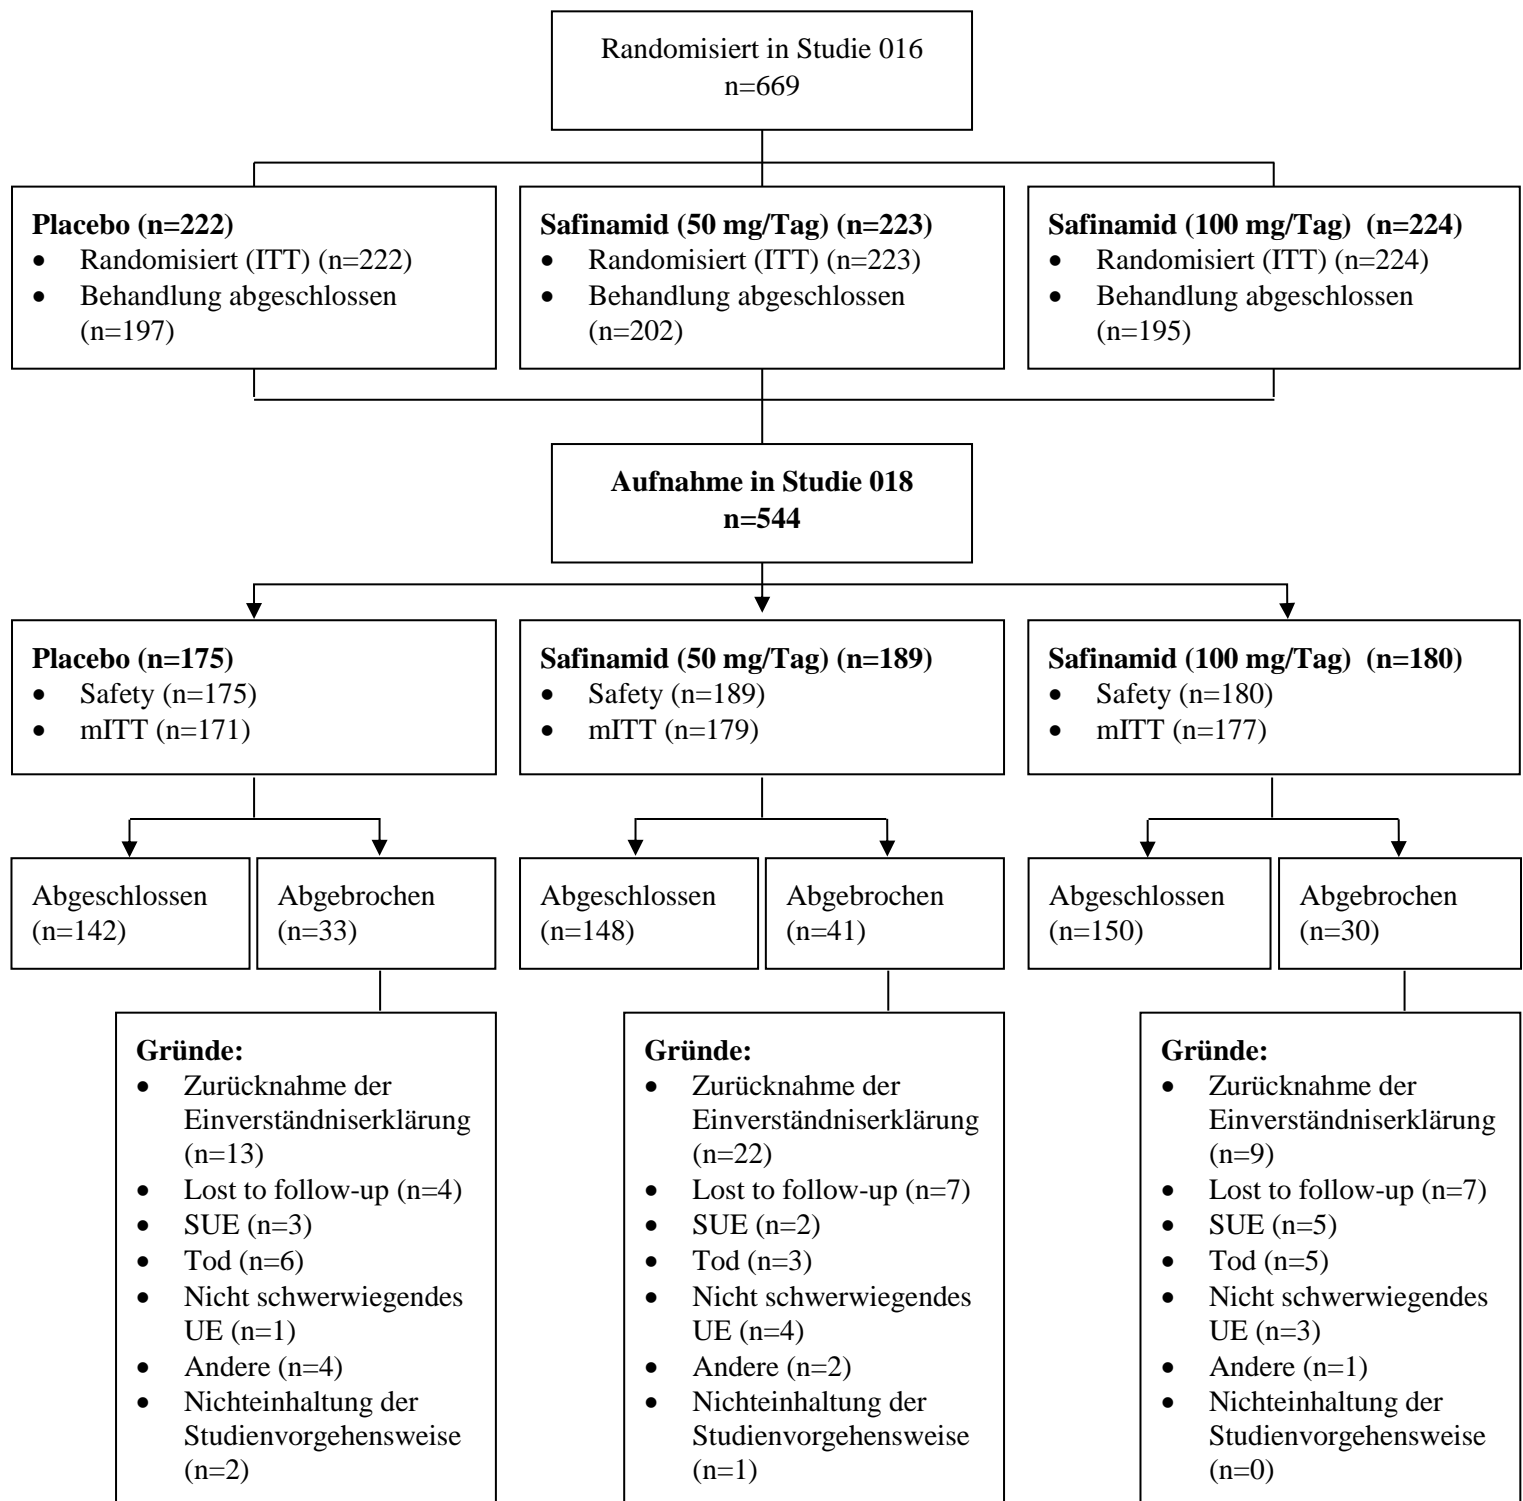 Randomisiert in Studie 016
n=669
Placebo (n=222)
• Randomisiert (ITT) (n=222)
• Behandlung abgeschlossen
(n=197)
Safinamid (50 mg/Tag) (n=223)
• Randomisiert (ITT) (n=223)
• Behandlung abgeschlossen
(n=202)
Safinamid (100 mg/Tag) (n=224)
• Randomisiert (ITT) (n=224)
• Behandlung abgeschlossen
(n=195)
Aufnahme in Studie 018
n=544
Placebo (n=175)
• Safety (n=175)
• mITT (n=171)
Safinamid (50 mg/Tag) (n=189)
• Safety (n=189)
• mITT (n=179)
Safinamid (100 mg/Tag) (n=180)
• Safety (n=180)
• mITT (n=177)
Abgeschlossen
(n=142)
Abgebrochen
(n=33)
Abgeschlossen
(n=148)
Abgebrochen
(n=41)
Abgeschlossen
(n=150)
Abgebrochen
(n=30)
Gründe:
• Zurücknahme der
Einverständniserklärung
(n=13)
• Lost to follow-up (n=4)
• SUE (n=3)
• Tod (n=6)
• Nicht schwerwiegendes
UE (n=1)
• Andere (n=4)
• Nichteinhaltung der
Studienvorgehensweise
(n=2)
Gründe:
• Zurücknahme der
Einverständniserklärung
(n=22)
• Lost to follow-up (n=7)
• SUE (n=2)
• Tod (n=3)
• Nicht schwerwiegendes
UE (n=4)
• Andere (n=2)
• Nichteinhaltung der
Studienvorgehensweise
(n=1)
Gründe:
• Zurücknahme der
Einverständniserklärung
(n=9)
• Lost to follow-up (n=7)
• SUE (n=5)
• Tod (n=5)
• Nicht schwerwiegendes
UE (n=3)
• Andere (n=1)
• Nichteinhaltung der
Studienvorgehensweise
(n=0)